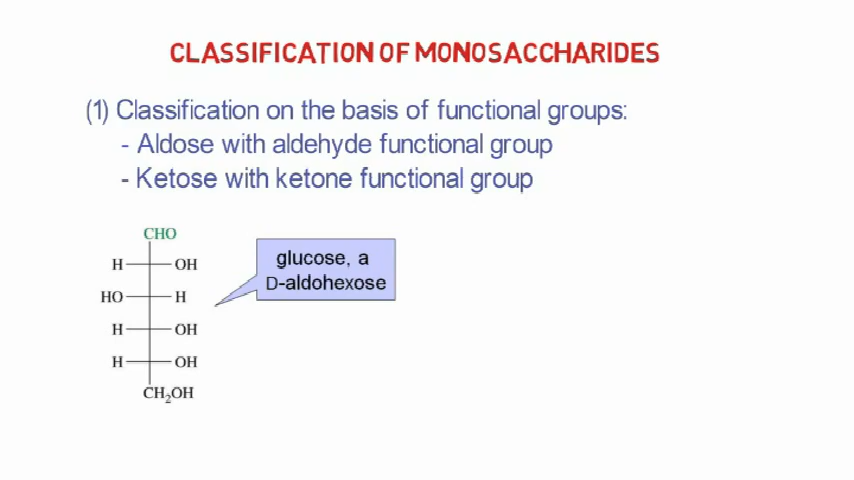 CLASSIFICATION OF MONOSACCHARIDES
(1) Classification on the basis of functional groups:
- Aldose with aldehyde functional group
- Ketose with ketone functional group
CHO
H OH
HO H
H OH
H OH
CH₂OH
glucose, a
D-aldohexose